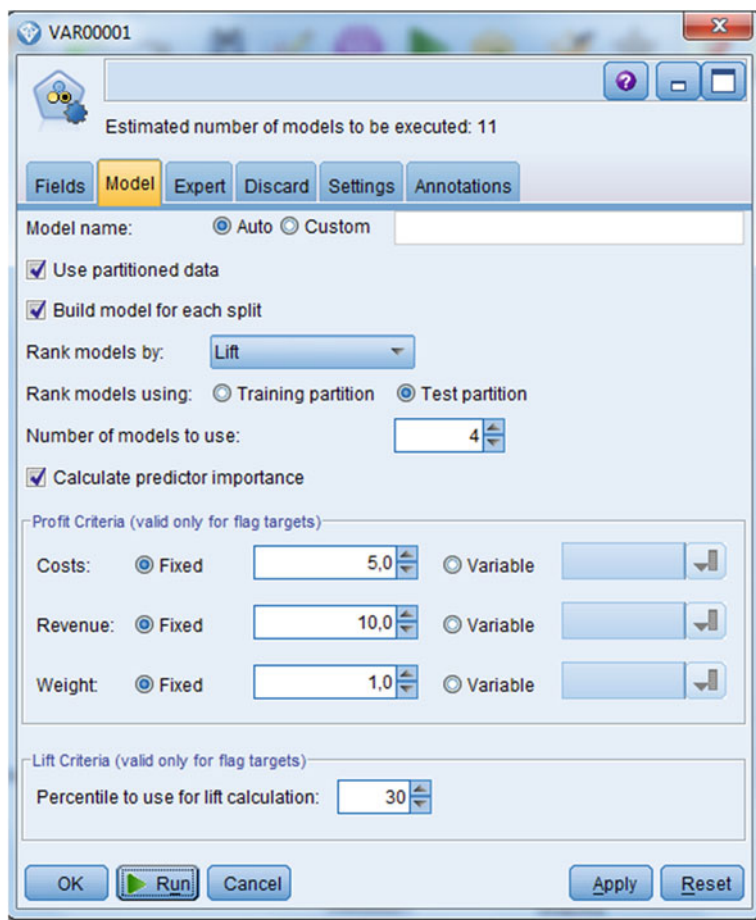 VAR00001
Estimated number of models to be executed: 11
Fields Model Expert Discard Settings Annotations
Model name: Auto Custom
Use partitioned data
Build model for each split
Rank models by: Lift
Rank models using: Training partition Test partition
Number of models to use: 4
Calculate predictor importance
Profit Criteria (valid only for flag targets)
Costs: Fixed 5,0 Variable
Revenue: Fixed 10,0 Variable
Weight: Fixed 1,0 Variable
Lift Criteria (valid only for flag targets)
Percentile to use for lift calculation: 30
OK Run Cancel Apply Reset